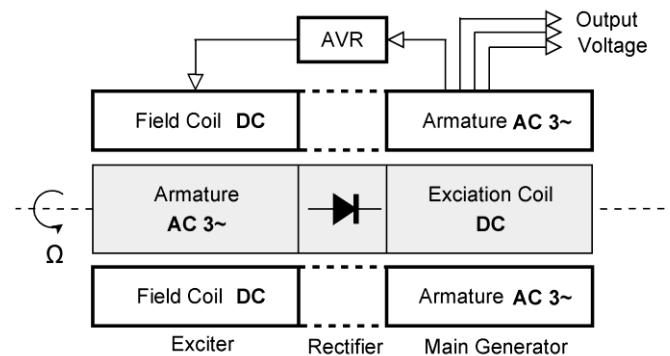 AVR
Output
Voltage
Field Coil DC
Armature AC 3~
Armature
AC 3~
Exciation Coil
DC
Ω
Field Coil DC
Armature AC 3~
Exciter
Rectifier
Main Generator